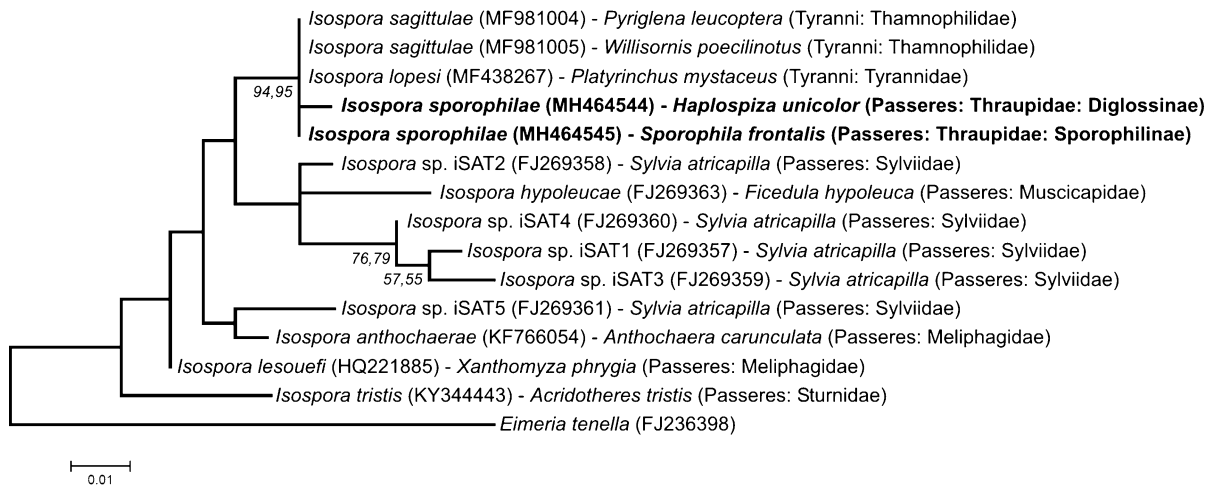 Isospora sagittulae (MF981004) - Pyriglena leucoptera (Tyranni: Thamnophilidae)
Isospora sagittulae (MF981005) - Willisornis poecilinotus (Tyranni: Thamnophilidae)
Isospora lopesi (MF438267) - Platyrinchus mystaceus (Tyranni: Tyrannidae)
94,95
Isospora sporophilae (MH464544) - Haplospiza unicolor (Passeres: Thraupidae: Diglossinae)
Isospora sporophilae (MH464545) - Sporophila frontalis (Passeres: Thraupidae: Sporophilinae)
Isospora sp. iSAT2 (FJ269358) - Sylvia atricapilla (Passeres: Sylviidae)
Isospora hypoleucae (FJ269363) - Ficedula hypoleuca (Passeres: Muscicapidae)
Isospora sp. iSAT4 (FJ269360) - Sylvia atricapilla (Passeres: Sylviidae)
Isospora sp. iSAT1 (FJ269357) - Sylvia atricapilla (Passeres: Sylviidae)
76,79
57,55
Isospora sp. iSAT3 (FJ269359) - Sylvia atricapilla (Passeres: Sylviidae)
Isospora sp. iSAT5 (FJ269361) - Sylvia atricapilla (Passeres: Sylviidae)
Isospora anthochaerae (KF766054) - Anthochaera carunculata (Passeres: Meliphagidae)
Isospora lesouefi (HQ221885) - Xanthomyza phrygia (Passeres: Meliphagidae)
Isospora tristis (KY344443) - Acridotheres tristis (Passeres: Sturnidae)
Eimeria tenella (FJ236398)
0.01